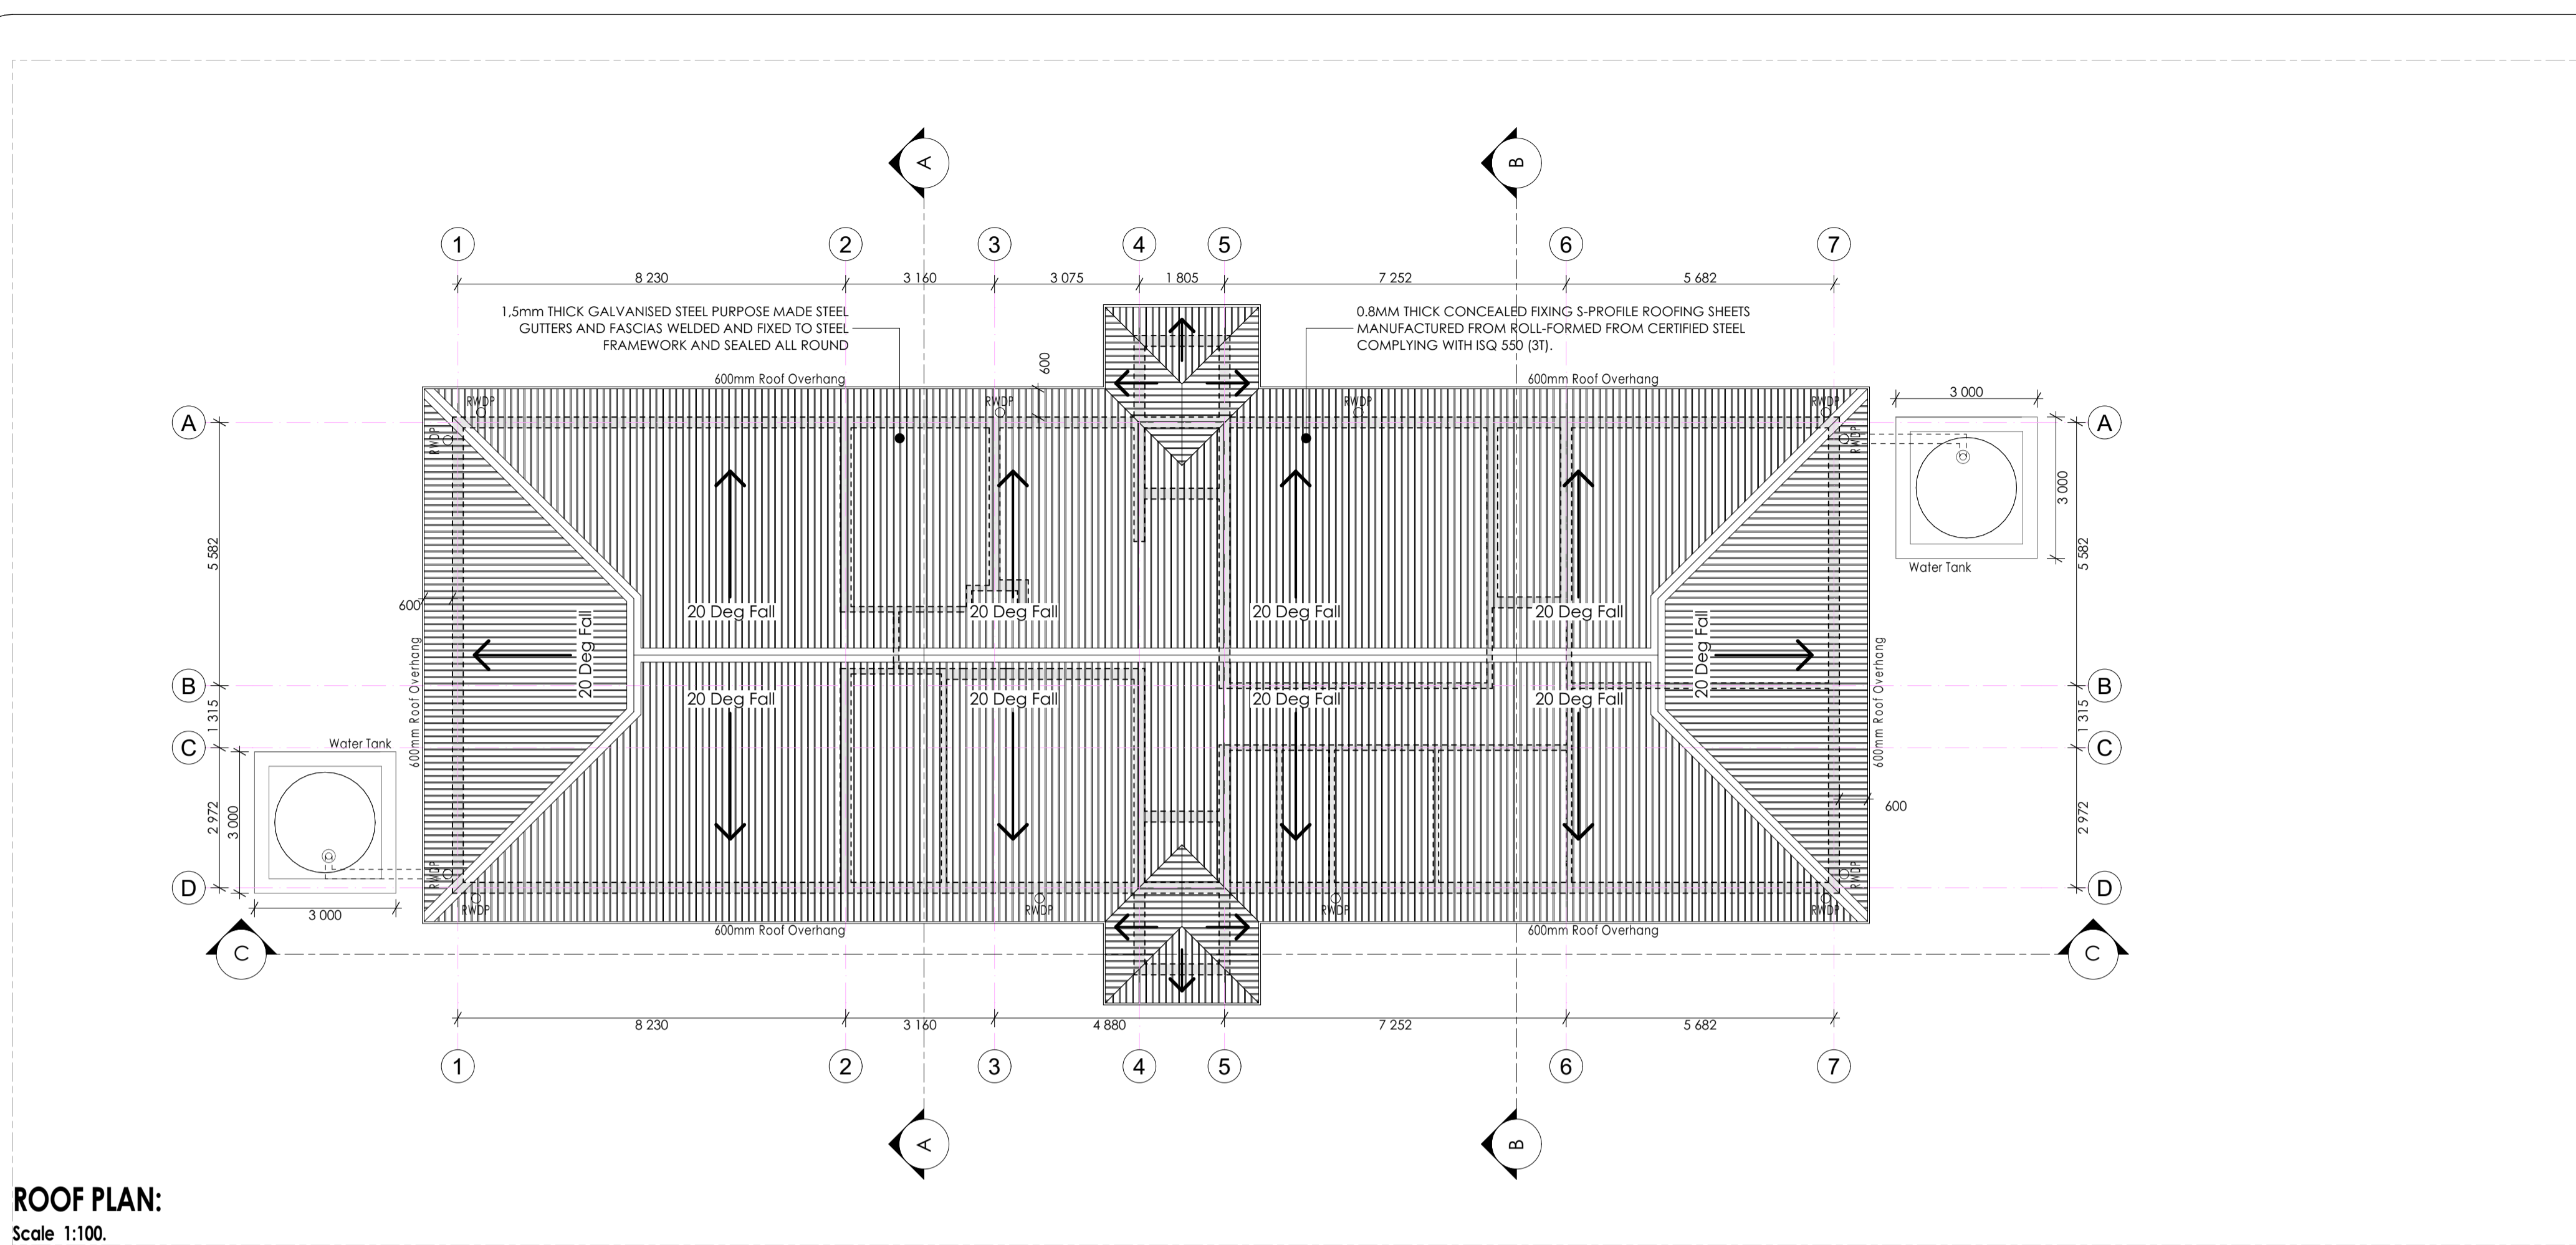 A
B
1
2
3
4
5
6
7
8 230
3 160
3 075
1 805
7 252
5 682
1,5mm THICK GALVANISED STEEL PURPOSE MADE STEEL
GUTTERS AND FASCIAS WELDED AND FIXED TO STEEL
FRAMEWORK AND SEALED ALL ROUND
0.8MM THICK CONCEALED FIXING S-PROFILE ROOFING SHEETS
MANUFACTURED FROM ROLL-FORMED FROM CERTIFIED STEEL
COMPLYING WITH ISQ 550 (3T).
600
600mm Roof Overhang
600mm Roof Overhang
3 000
RWDP
RWDP
RWDP
RWDP
A
A
RWDP
RWDP
3 000
5 582
5 582
Water Tank
600
20 Deg Fall
20 Deg Fall
20 Deg Fall
20 Deg Fall
20 Deg Fall
20 Deg Fall
600mm Roof Overhang
600mm Roof Overhang
B
B
20 Deg Fall
20 Deg Fall
20 Deg Fall
20 Deg Fall
1 315
1 315
Water Tank
C
C
2 972
3 000
600
2 972
RWDP
RWDP
D
D
3 000
RWDP
RWDP
RWDP
RWDP
600mm Roof Overhang
600mm Roof Overhang
C
C
8 230
3 160
4 880
7 252
5 682
1
2
3
4
5
6
7
A
B
ROOF PLAN:
Scale 1:100.